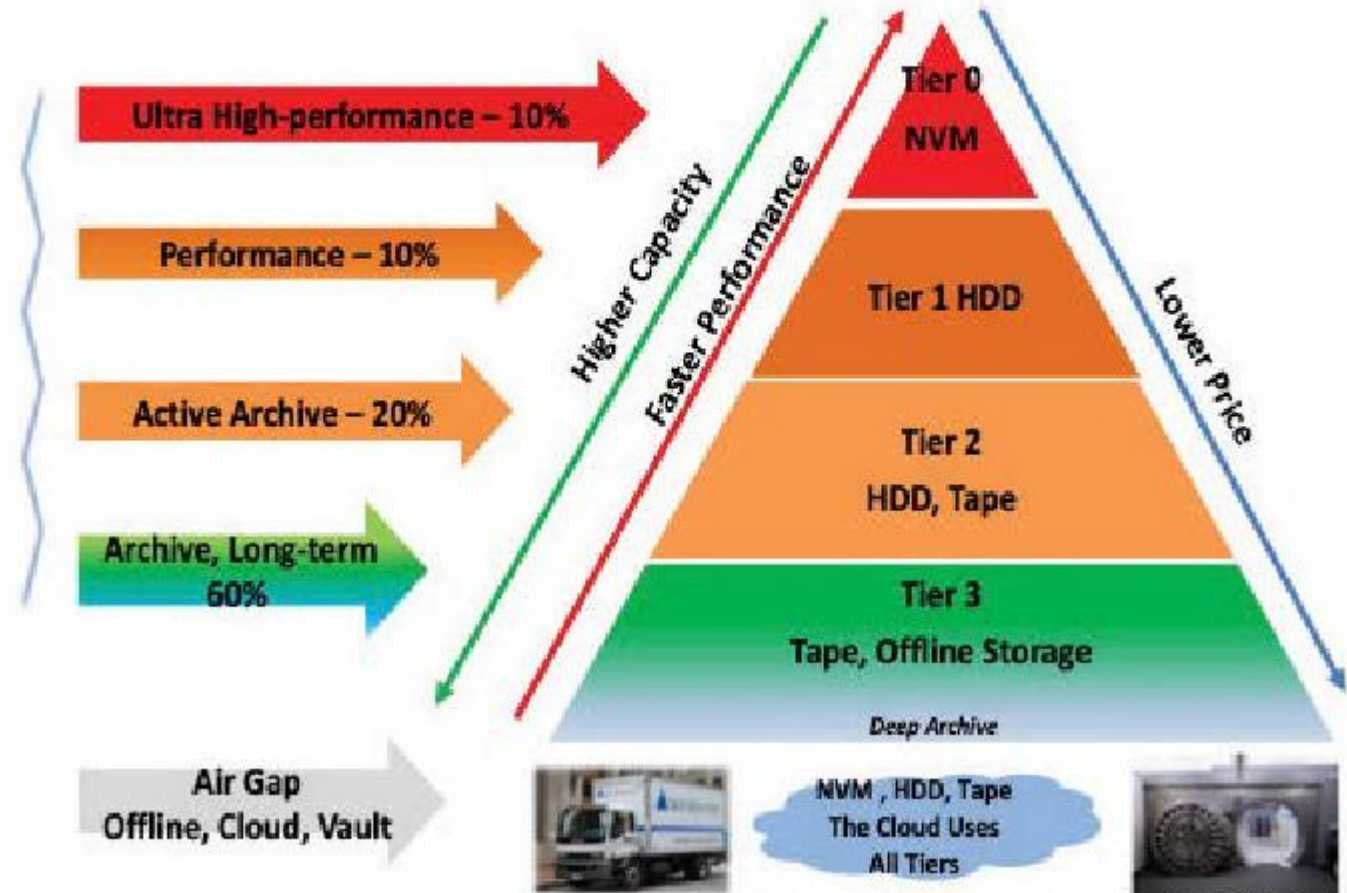 Ultra High-performance – 10%
Performance – 10%
Active Archive – 20%
Archive, Long-term
60%
Air Gap
Offline, Cloud, Vault
Higher Capacity
Faster Performance
Lower Price
Tier 0
NVM
Tier 1 HDD
Tier 2
HDD, Tape
Tier 3
Tape, Offline Storage
Deep Archive
NVM , HDD, Tape
The Cloud Uses
All Tiers